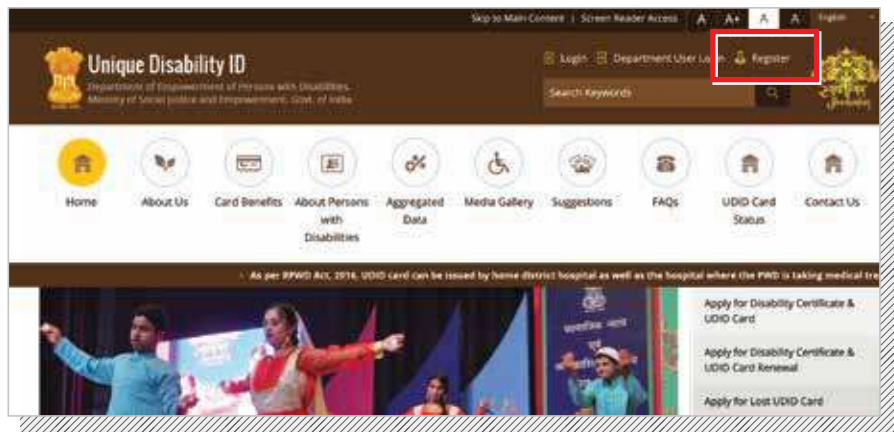 Skip to Main Content | Screen Reader Access A A+ A A English
Unique Disability ID
Department of Empowerment of Persons with Disabilities,
Ministry of Social Justice and Empowerment, Govt. of India
Login Department User Login Register
Search Keywords
Home
About Us
Card Benefits
About Persons
with
Disabilities
Aggregated
Data
Media Gallery
Suggestions
FAQs
UDID Card
Status
Contact Us
As per RPWD Act, 2016, UDID card can be issued by home district hospital as well as the hospital where the PWD is taking medical tre
Apply for Disability Certificate &
UDID Card
Apply for Disability Certificate &
UDID Card Renewal
Apply for Lost UDID Card
सामाजिक न्याय
एवं